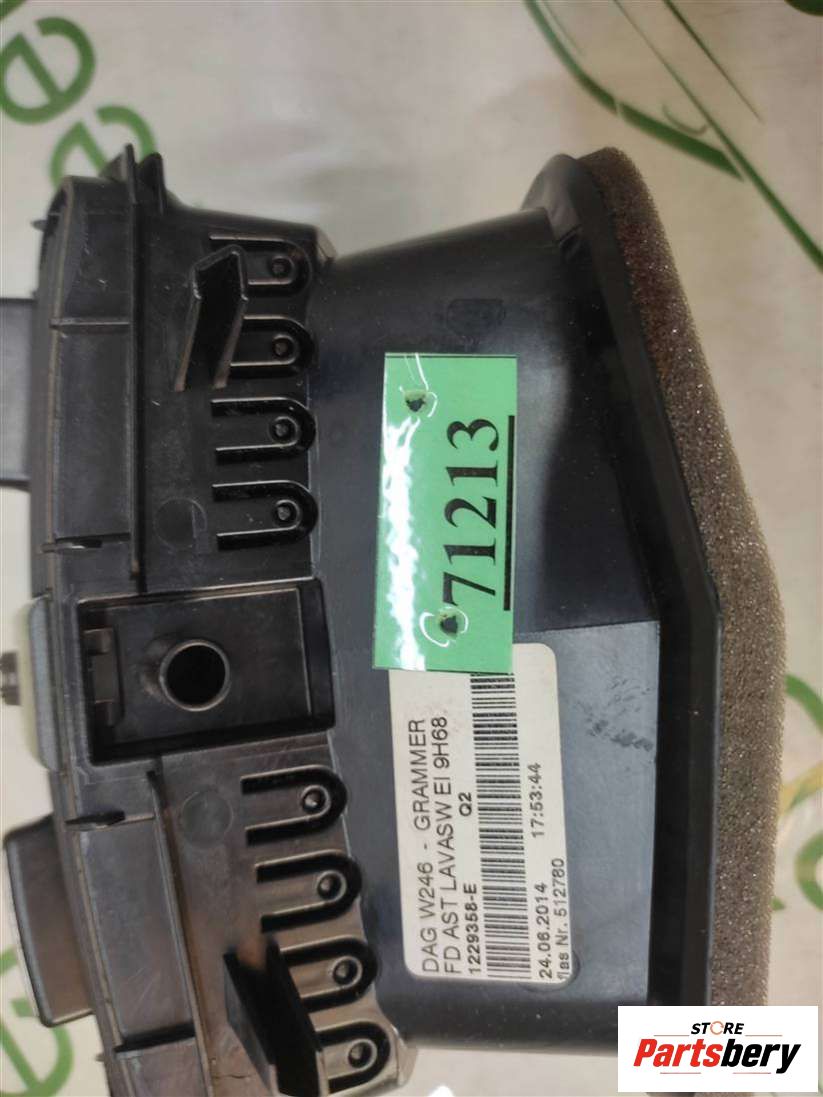 71213
DAG W246 - GRAMMER
FD AST LAVASW EI 9H68
1229358-E Q2
24.06.2014 17:53:44
Nr. 512780
STORE
Partsbery